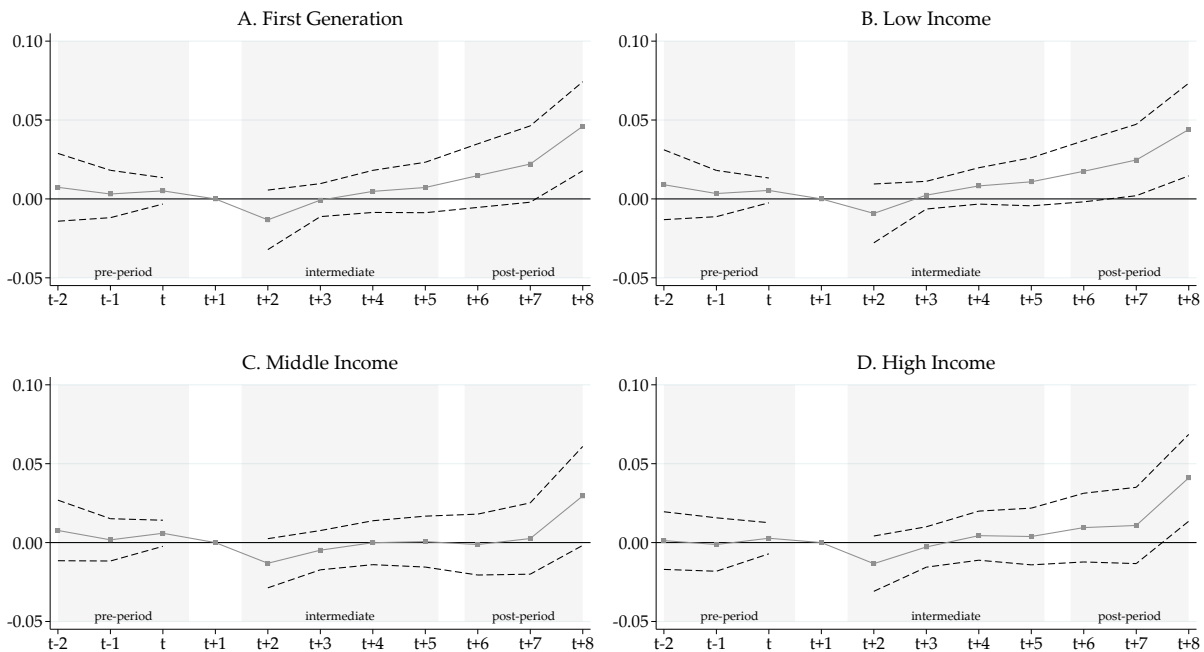 A. First Generation
0.10
0.05
0.00
-0.05
pre-period intermediate post-period
t-2 t-1 t t+1 t+2 t+3 t+4 t+5 t+6 t+7 t+8
B. Low Income
0.10
0.05
0.00
-0.05
pre-period intermediate post-period
t-2 t-1 t t+1 t+2 t+3 t+4 t+5 t+6 t+7 t+8
C. Middle Income
0.10
0.05
0.00
-0.05
pre-period intermediate post-period
t-2 t-1 t t+1 t+2 t+3 t+4 t+5 t+6 t+7 t+8
D. High Income
0.10
0.05
0.00
-0.05
pre-period intermediate post-period
t-2 t-1 t t+1 t+2 t+3 t+4 t+5 t+6 t+7 t+8